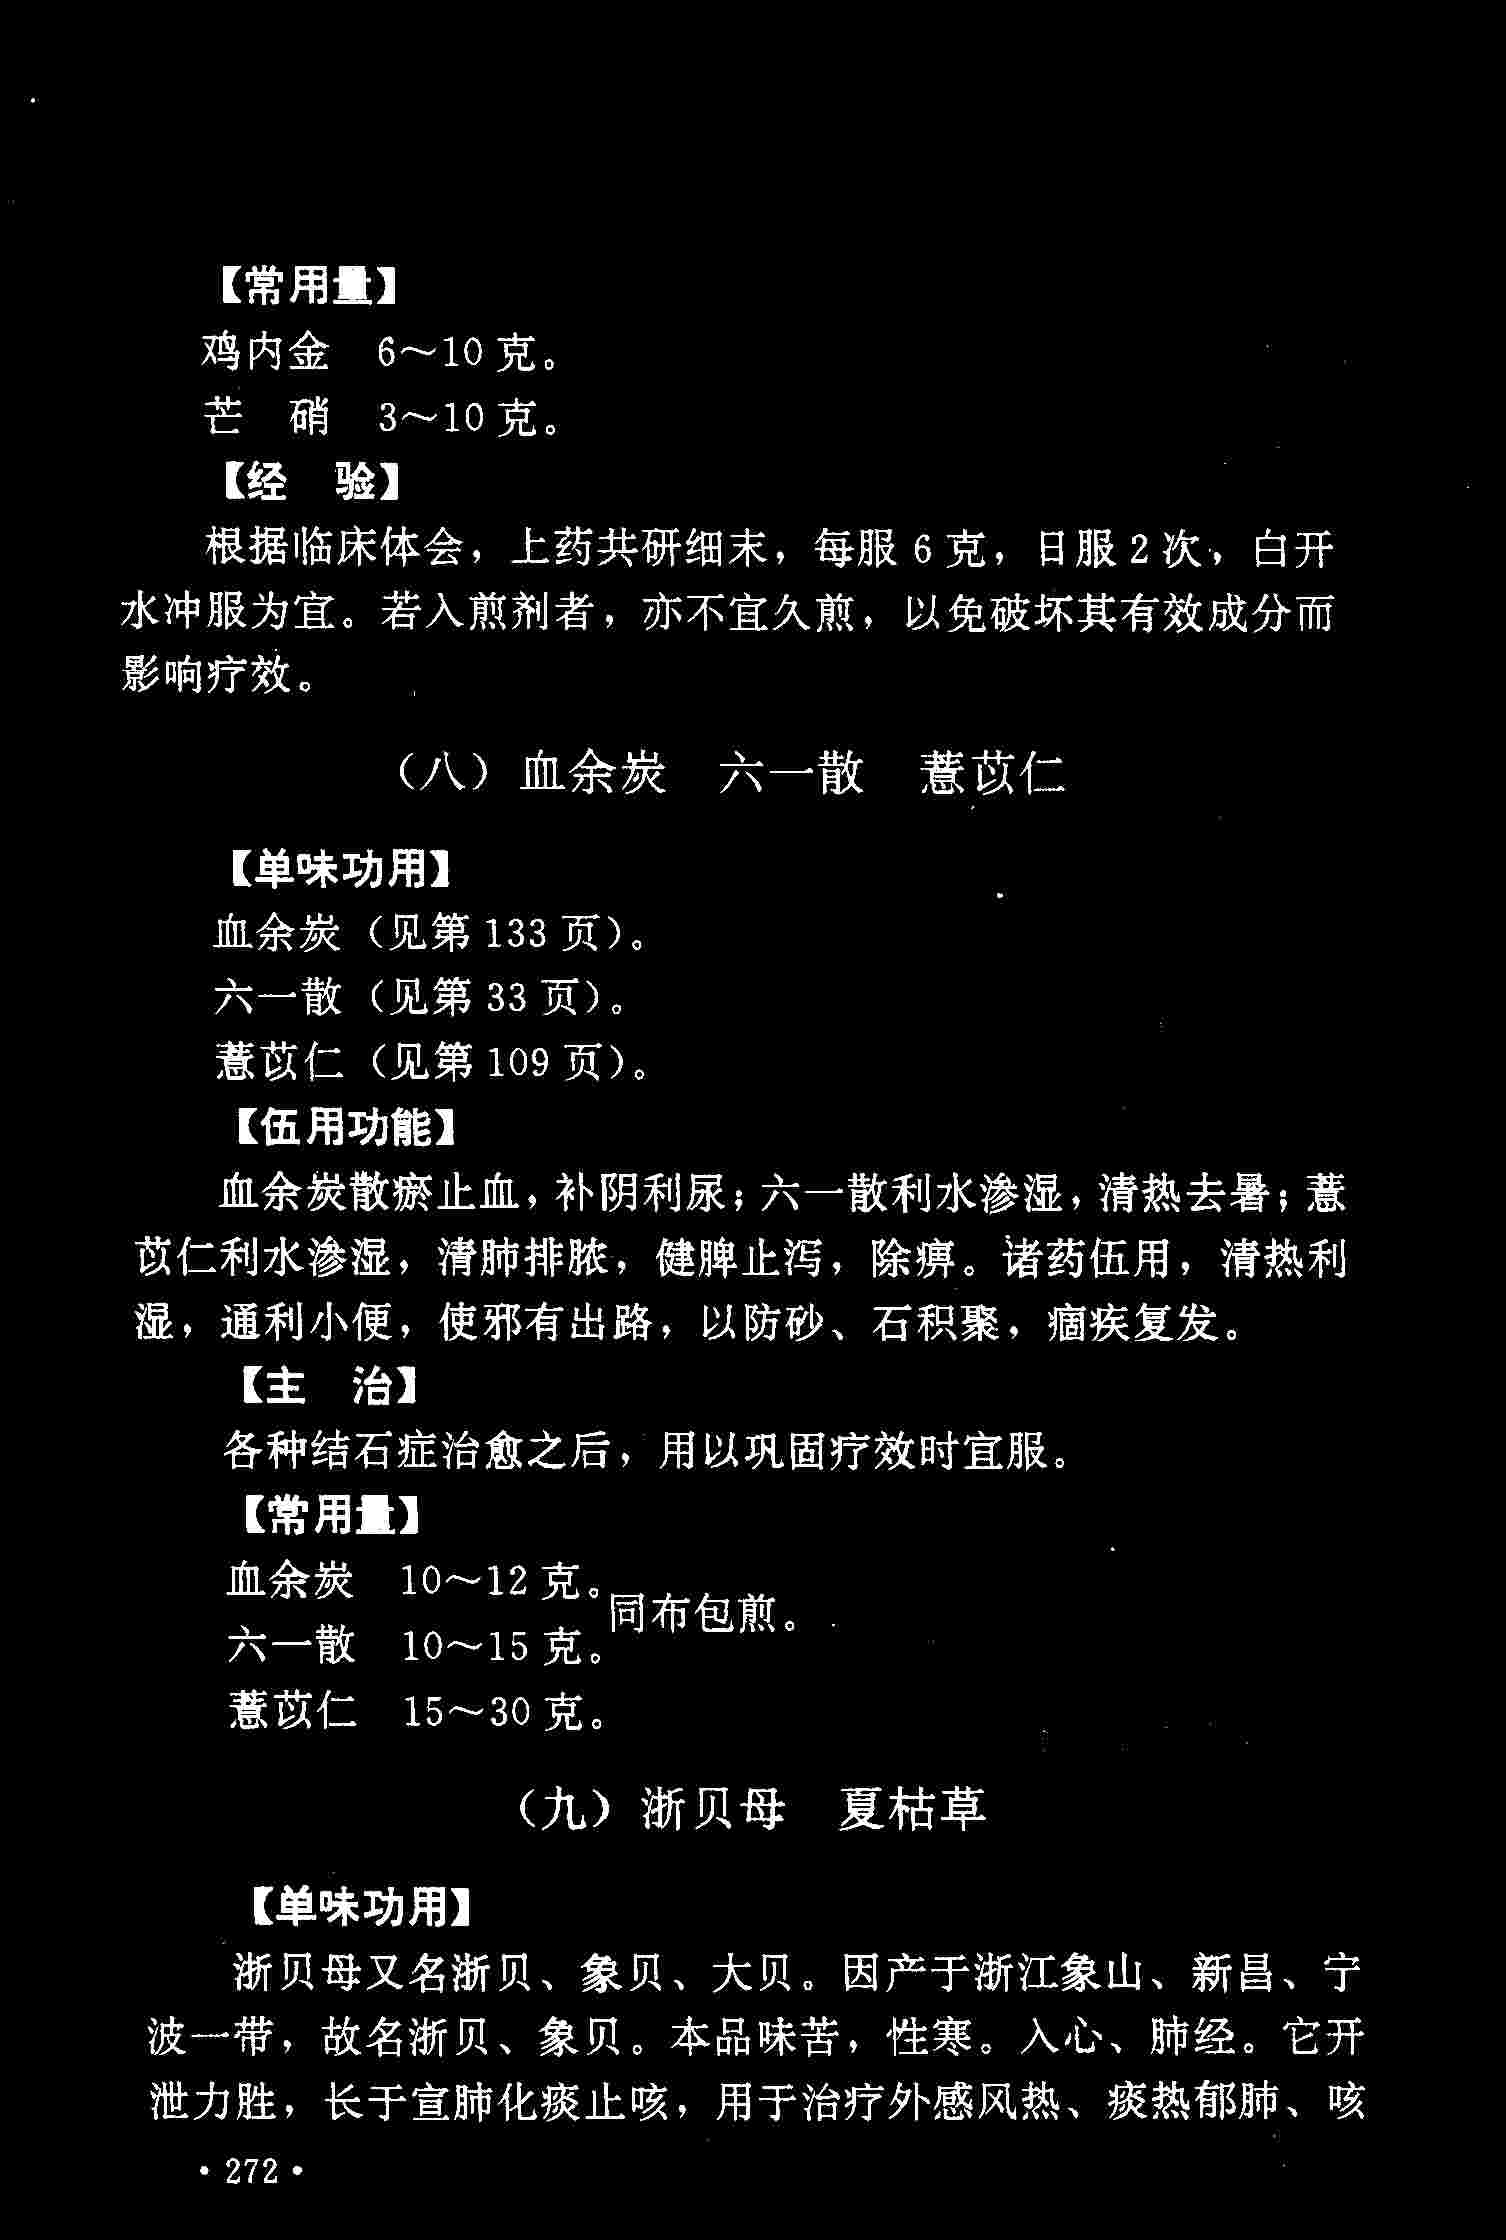 【常用量】
鸡内金　6～10 克。
芒　硝　3～10 克。
【经　验】
根据临床体会，上药共研细末，每服 6 克，日服 2 次，白开
水冲服为宜。若入煎剂者，亦不宜久煎，以免破坏其有效成分而
影响疗效。
（八）血余炭　六一散　薏苡仁
【单味功用】
血余炭（见第 133 页）。
六一散（见第 33 页）。
薏苡仁（见第 109 页）。
【伍用功能】
血余炭散瘀止血，补阴利尿；六一散利水渗湿，清热去暑；薏
苡仁利水渗湿，清肺排脓，健脾止泻，除痹。诸药伍用，清热利
湿，通利小便，使邪有出路，以防砂、石积聚，痼疾复发。
【主　治】
各种结石症治愈之后，用以巩固疗效时宜服。
【常用量】
血余炭　10～12 克。
同布包煎。
六一散　10～15 克。
薏苡仁　15～30 克。
（九）浙贝母　夏枯草
【单味功用】
浙贝母又名浙贝、象贝、大贝。因产于浙江象山、新昌、宁
波一带，故名浙贝、象贝。本品味苦，性寒。入心、肺经。它开
泄力胜，长于宣肺化痰止咳，用于治疗外感风热、痰热郁肺、咳
· 272 ·